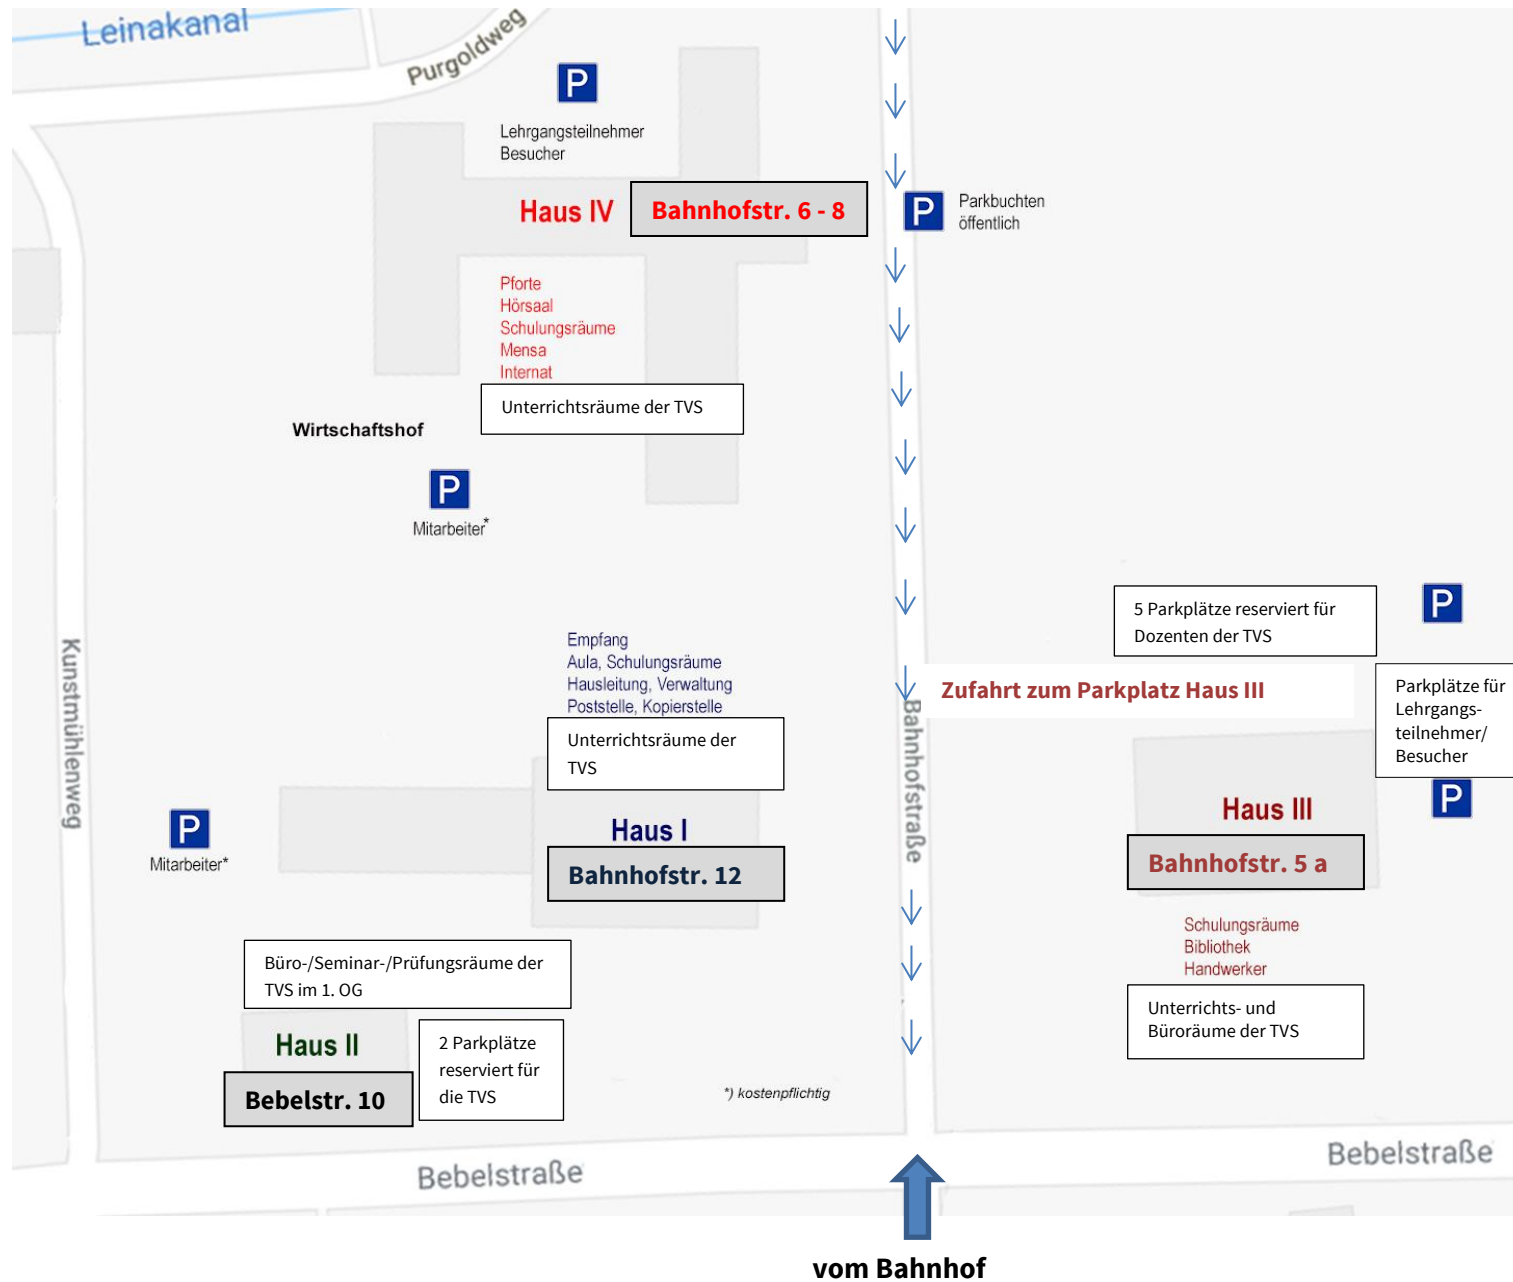 Leinakanal
Purgoldweg
P
Lehrgangsteilnehmer
Besucher
Haus IV
Bahnhofstr. 6 - 8
P
Parkbuchten
öffentlich
Pforte
Hörsaal
Schulungsräume
Mensa
Internat
Unterrichtsräume der TVS
Wirtschaftshof
P
Mitarbeiter*
5 Parkplätze reserviert für
Dozenten der TVS
P
Kunstmühlenweg
Empfang
Aula, Schulungsräume
Hausleitung, Verwaltung
Poststelle, Kopierstelle
Unterrichtsräume der
TVS
Bahnhofstraße
Zufahrt zum Parkplatz Haus III
Parkplätze für
Lehrgangs-
teilnehmer/
Besucher
P
P
Mitarbeiter*
Haus I
Bahnhofstr. 12
Haus III
Bahnhofstr. 5 a
Schulungsräume
Bibliothek
Handwerker
Unterrichts- und
Büroräume der TVS
Büro-/Seminar-/Prüfungsräume der
TVS im 1. OG
Haus II
Bebelstr. 10
2 Parkplätze
reserviert für
die TVS
*) kostenpflichtig
Bebelstraße
Bebelstraße
vom Bahnhof